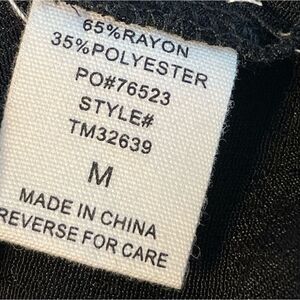 65%RAYON
35%POLYESTER
PO#76523
STYLE#
TM32639
M
MADE IN CHINA
REVERSE FOR CARE